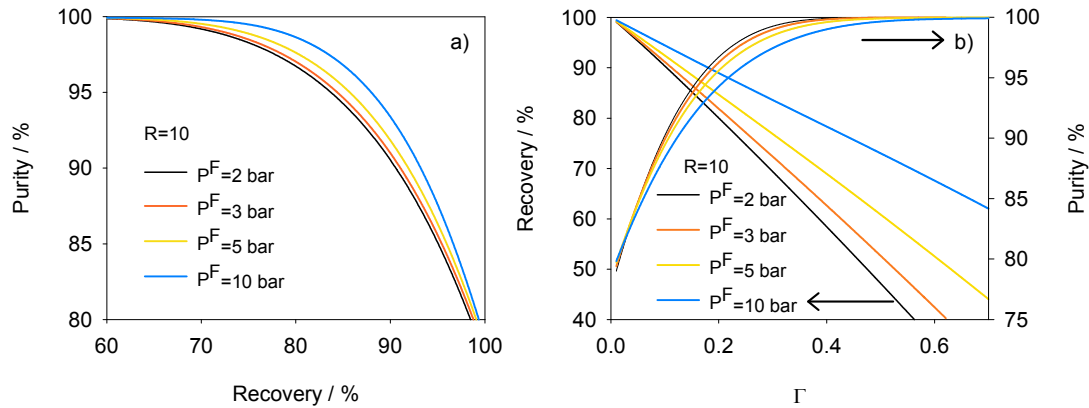 100
95
90
85
80
Purity / %
a)
R=10
P^F=2 bar
P^F=3 bar
P^F=5 bar
P^F=10 bar
60 70 80 90 100
Recovery / %
100
90
80
70
60
50
40
Recovery / %
b)
R=10
P^F=2 bar
P^F=3 bar
P^F=5 bar
P^F=10 bar
0.0 0.2 0.4 0.6
Γ
100
95
90
85
80
75
Purity / %